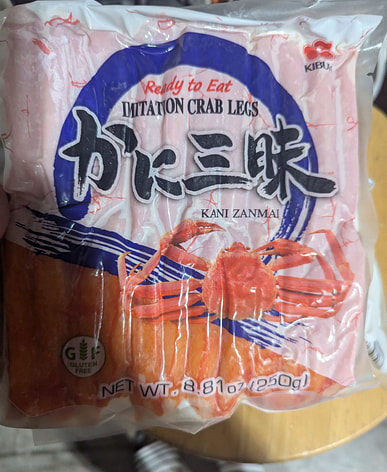 KIBUN
Ready to Eat
IMITATION CRAB LEGS
かに三昧
KANI ZANMAI
GF
GLUTEN
FREE
NET WT. 8.81oz (250g)